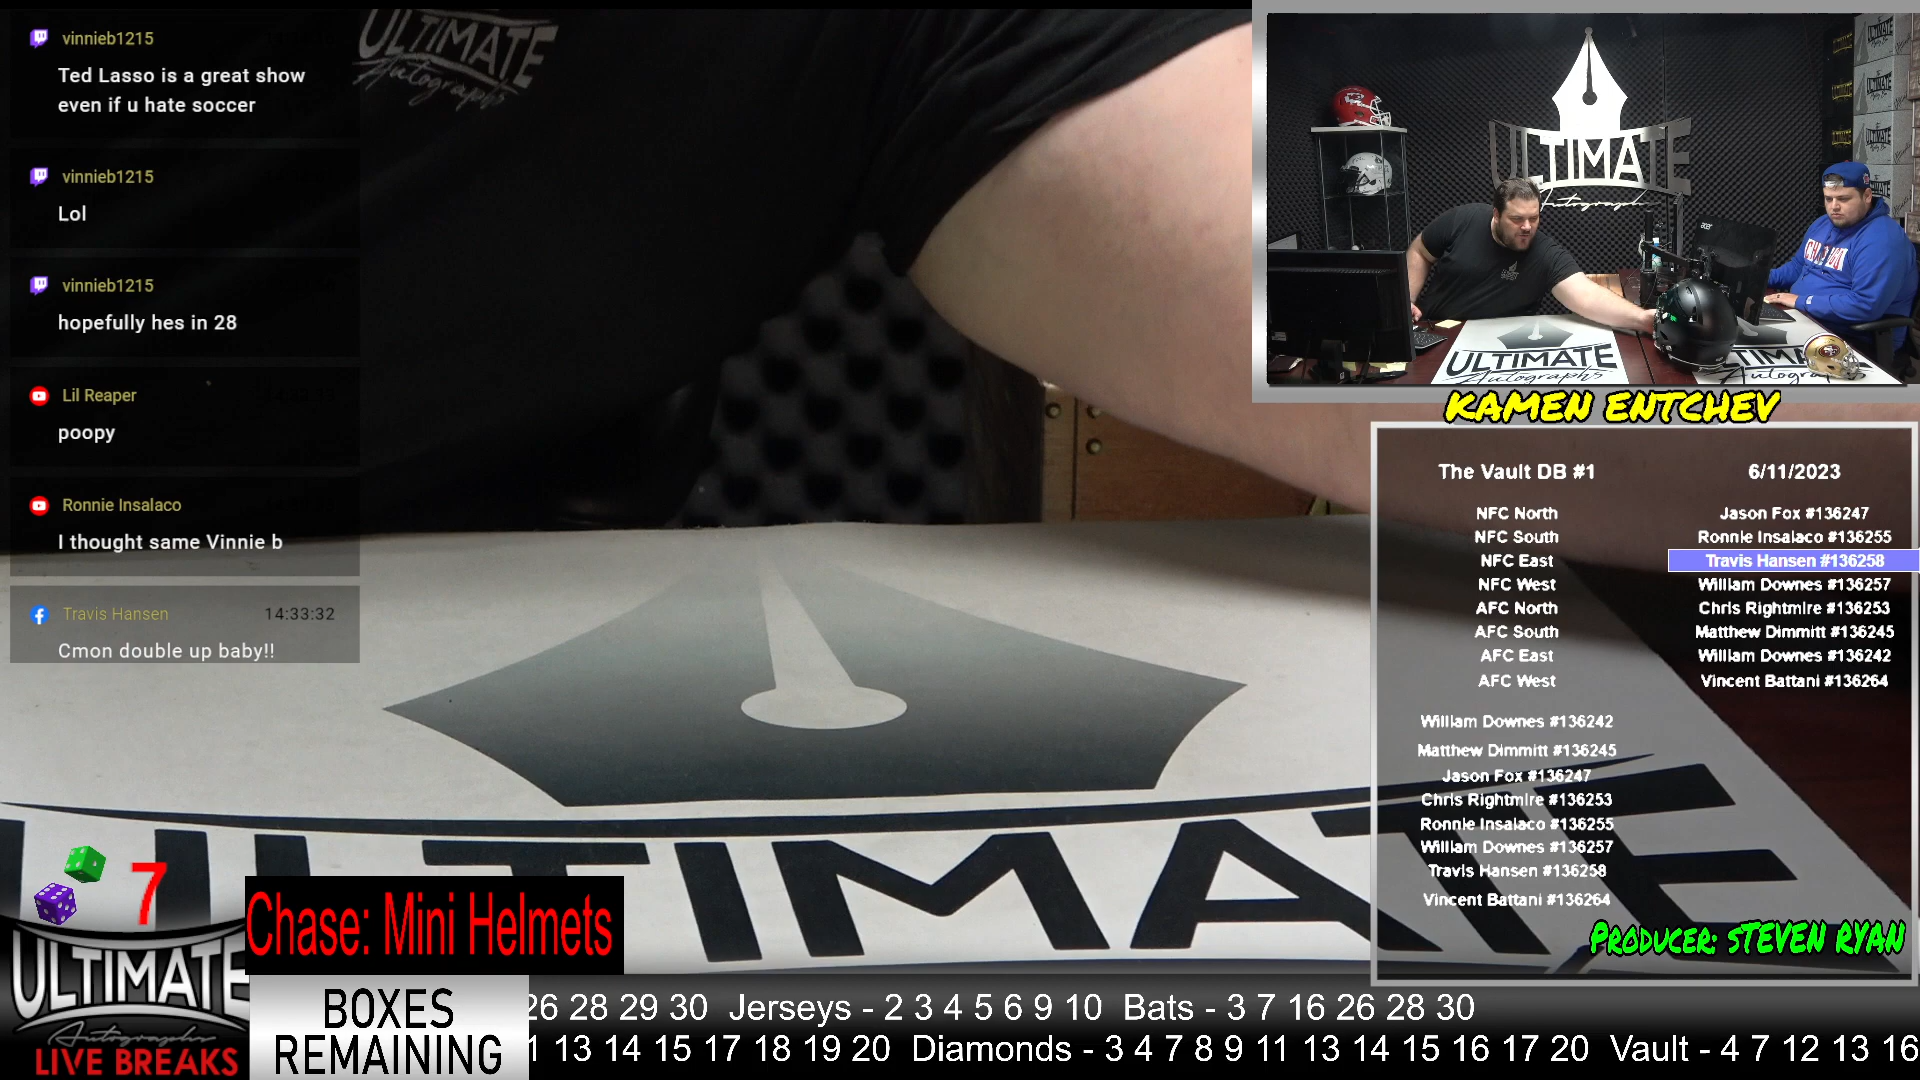 vinnieb1215
Ted Lasso is a great show
even if u hate soccer
vinnieb1215
Lol
vinnieb1215
hopefully hes in 28
Lil Reaper
poopy
Ronnie Insalaco
I thought same Vinnie b
Travis Hansen 14:33:32
Cmon double up baby!!
ULTIMATE
Autographs
ULTIMATE
Autographs
CHAMPION
acer
ULTIMATE
Autographs
KAMEN ENTCHEV
The Vault DB #1 6/11/2023
NFC North Jason Fox #136247
NFC South Ronnie Insalaco #136255
NFC East Travis Hansen #136258
NFC West William Downes #136257
AFC North Chris Rightmire #136253
AFC South Matthew Dimmitt #136245
AFC East William Downes #136242
AFC West Vincent Battani #136264
William Downes #136242
Matthew Dimmitt #136245
Jason Fox #136247
Chris Rightmire #136253
Ronnie Insalaco #136255
William Downes #136257
Travis Hansen #136258
Vincent Battani #136264
Producer: STEVEN RYAN
ULTIMATE
7
Chase: Mini Helmets
ULTIMATE
Autographs
LIVE BREAKS
BOXES
REMAINING
26 28 29 30 Jerseys - 2 3 4 5 6 9 10 Bats - 3 7 16 26 28 30
1 13 14 15 17 18 19 20 Diamonds - 3 4 7 8 9 11 13 14 15 16 17 20 Vault - 4 7 12 13 16